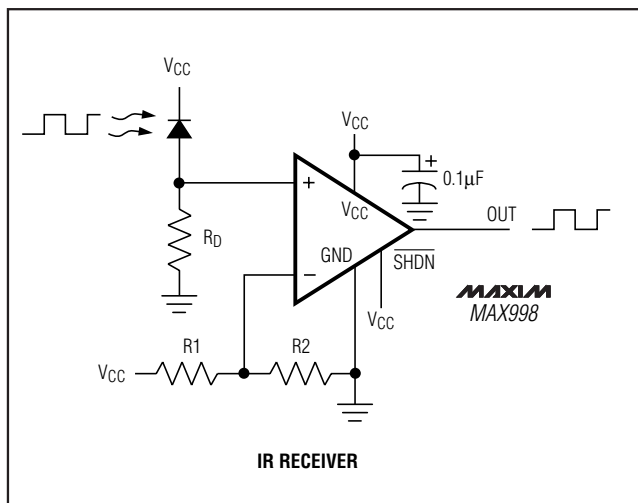 VCC
VCC
+
+
0.1µF
VCC
OUT
RD
GND
SHDN
−
MAXIM
MAX998
VCC
R1
R2
VCC
IR RECEIVER